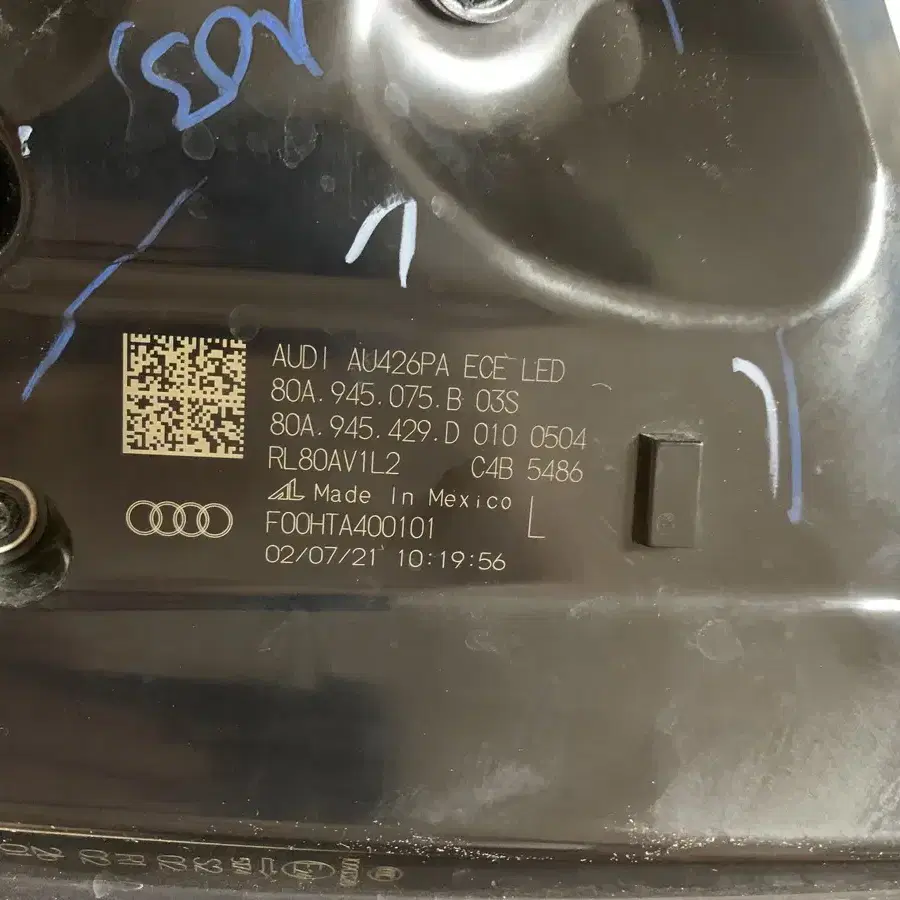 AUDI AU426PA ECE LED
80A.945.075.B 03S
80A.945.429.D 010 0504
RL80AV1L2 C4B 5486
AL Made In Mexico L
F00HTA400101
02/07/21 10:19:56